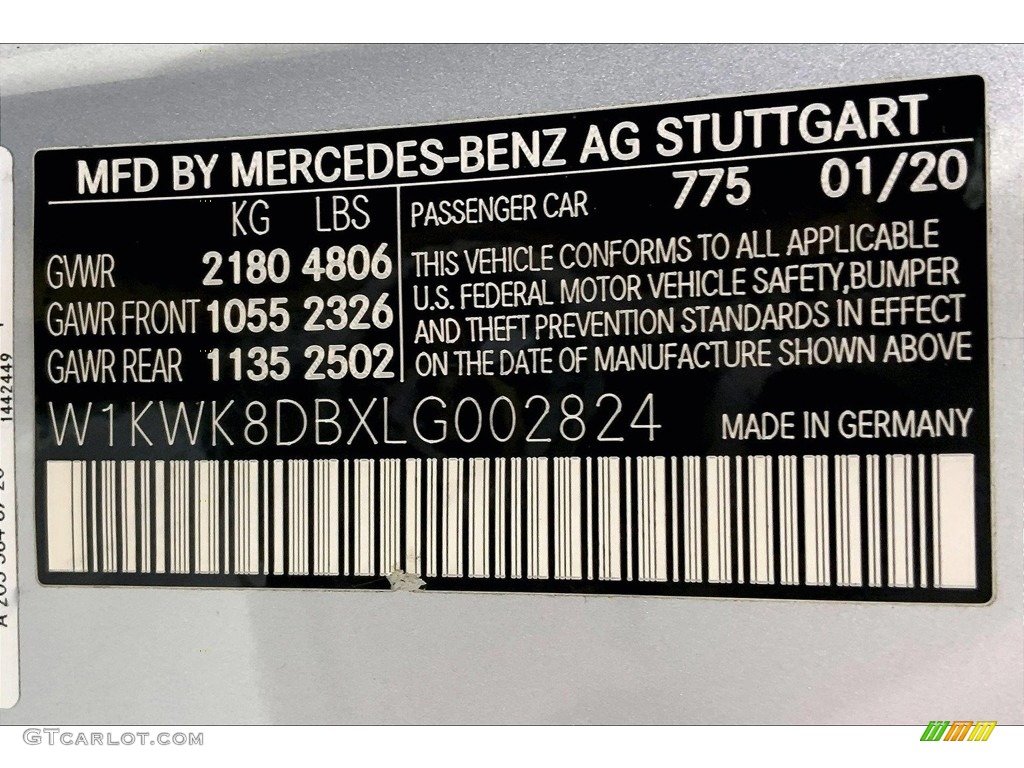 MFD BY MERCEDES-BENZ AG STUTTGART
KG LBS
GVWR 2180 4806
GAWR FRONT 1055 2326
GAWR REAR 1135 2502
PASSENGER CAR 775 01/20
THIS VEHICLE CONFORMS TO ALL APPLICABLE
U.S. FEDERAL MOTOR VEHICLE SAFETY,BUMPER
AND THEFT PREVENTION STANDARDS IN EFFECT
ON THE DATE OF MANUFACTURE SHOWN ABOVE
W1KWK8DBXLG002824 MADE IN GERMANY
1442449
GTCARLOT.COM